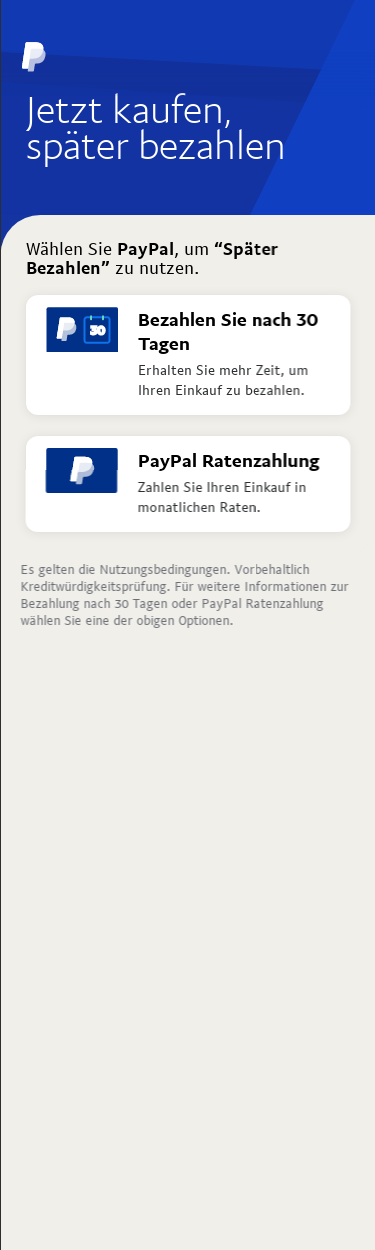 Jetzt kaufen,
später bezahlen
Wählen Sie PayPal, um “Später
Bezahlen” zu nutzen.
30
Bezahlen Sie nach 30
Tagen
Erhalten Sie mehr Zeit, um
Ihren Einkauf zu bezahlen.
PayPal Ratenzahlung
Zahlen Sie Ihren Einkauf in
monatlichen Raten.
Es gelten die Nutzungsbedingungen. Vorbehaltlich
Kreditwürdigkeitsprüfung. Für weitere Informationen zur
Bezahlung nach 30 Tagen oder PayPal Ratenzahlung
wählen Sie eine der obigen Optionen.